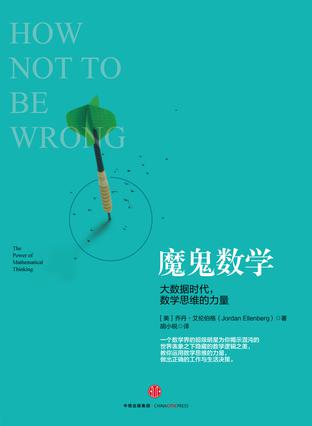 HOW
NOT TO
BE
WRONG
The
Power of
Mathematical
Thinking
魔鬼数学
大数据时代，
数学思维的力量
［美］乔丹·艾伦伯格（Jordan Ellenberg）著
胡小锐 译
一个数学界的超级明星为你揭示混沌的
世界表象之下隐藏的数学逻辑之美，
教你运用数学思维的力量，
做出正确的工作与生活决策。
中信出版集团·CHINACITICPRESS